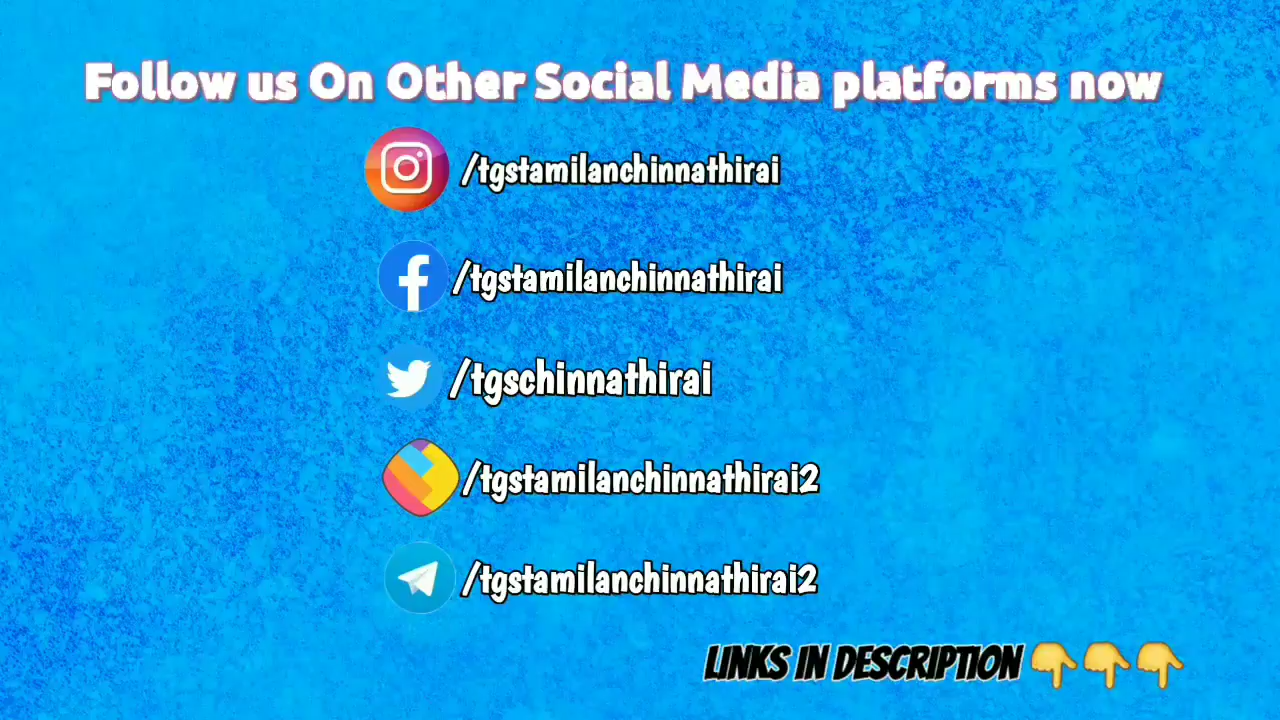 Follow us On Other Social Media platforms now
/tgstamilanchinnathirai
/tgstamilanchinnathirai
/tgschinnathirai
/tgstamilanchinnathirai2
/tgstamilanchinnathirai2
LINKS IN DESCRIPTION 👇👇👇